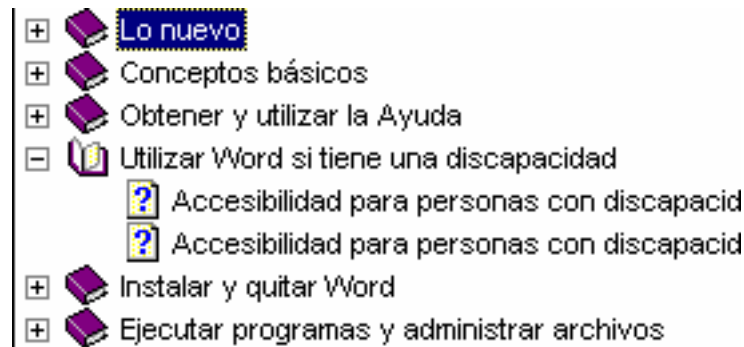 Lo nuevo
Conceptos básicos
Obtener y utilizar la Ayuda
Utilizar Word si tiene una discapacidad
Accesibilidad para personas con discapacid
Accesibilidad para personas con discapacid
Instalar y quitar Word
Ejecutar programas y administrar archivos